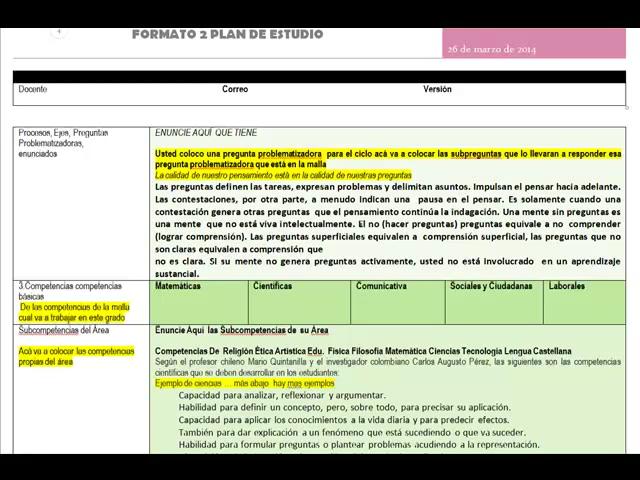 4
FORMATO 2 PLAN DE ESTUDIO
26 de marzo de 2014
Docente Correo Versión
Procesos, Ejes, Preguntas
Problematizadoras,
enunciados
ENUNCIE AQUÍ QUE TIENE
Usted coloco una pregunta problematizadora para el ciclo acá va a colocar las subpreguntas que lo llevaran a responder esa
pregunta problematizadora que está en la malla
La calidad de nuestro pensamiento está en la calidad de nuestras preguntas
Las preguntas definen las tareas, expresan problemas y delimitan asuntos. Impulsan el pensar hacia adelante.
Las contestaciones, por otra parte, a menudo indican una pausa en el pensar. Es solamente cuando una
contestación genera otras preguntas que el pensamiento continúa la indagación. Una mente sin preguntas es
una mente que no está viva intelectualmente. El no (hacer preguntas) preguntas equivale a no comprender
(lograr comprensión). Las preguntas superficiales equivalen a comprensión superficial, las preguntas que no
son claras equivalen a comprensión que
no es clara. Si su mente no genera preguntas activamente, usted no está involucrado en un aprendizaje
sustancial.
3.Competencias competencias
básicas
De las competencias de la mallu
cual va a trabajar en este grado
Matemáticas Científicas Comunicativa Sociales y Ciudadanas Laborales
Subcompetencias del Área
Acá va a colocar las competencias
propias del área
Enuncie Aquí las Subcompetencias de su Área
Competencias De Religión Ética Artística Edu. Física Filosofía Matemática Ciencias Tecnología Lengua Castellana
Según el profesor chileno Mario Quintanilla y el investigador colombiano Carlos Augusto Pérez, las siguientes son las competencias
científicas que se deben desarrollar en los estudiantes:
Ejemplo de ciencias ...más abajo hay mas ejemplos
Capacidad para analizar, reflexionar y argumentar.
Habilidad para definir un concepto, pero, sobre todo, para precisar su aplicación.
Capacidad para aplicar los conocimientos a la vida diaria y para predecir efectos.
También para dar explicación a un fenómeno que está sucediendo o que va suceder.
Habilidad para formular preguntas o plantear problemas acudiendo a la representación.